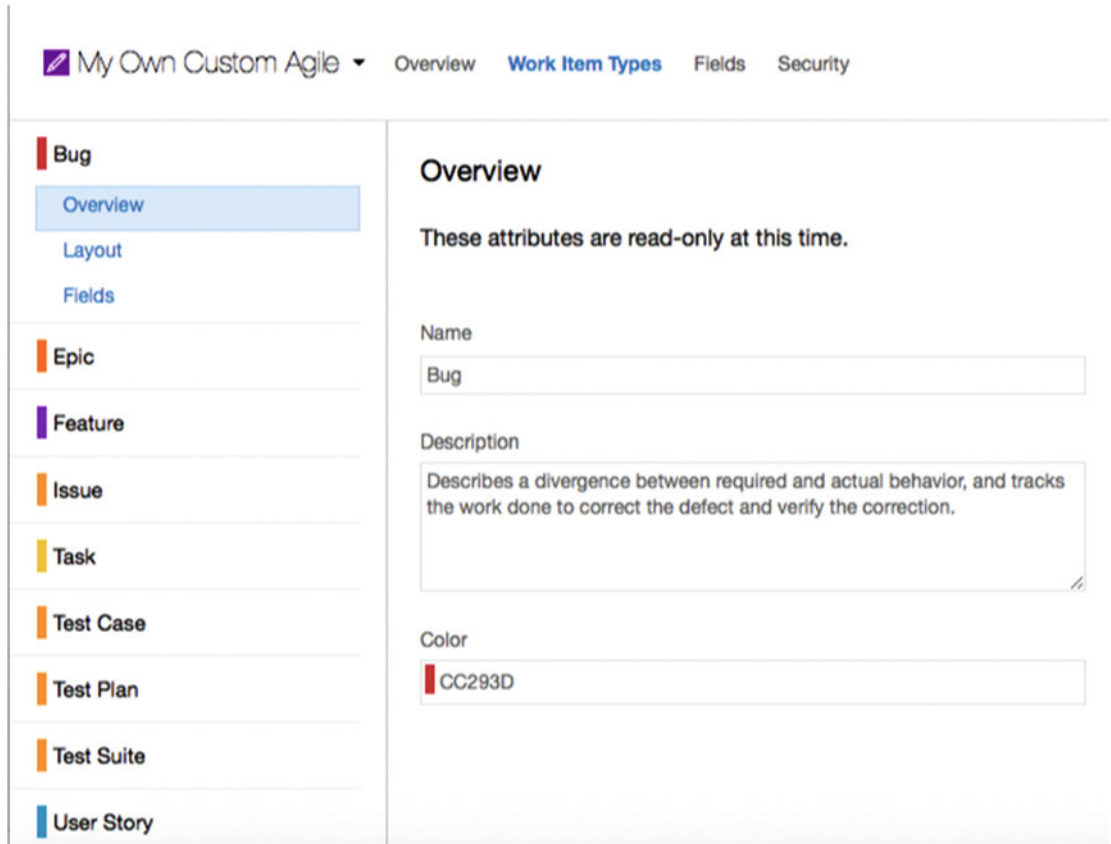 My Own Custom Agile Overview Work Item Types Fields Security
Bug
Overview
Layout
Fields
Epic
Feature
Issue
Task
Test Case
Test Plan
Test Suite
User Story
Overview
These attributes are read-only at this time.
Name
Bug
Description
Describes a divergence between required and actual behavior, and tracks
the work done to correct the defect and verify the correction.
Color
CC293D